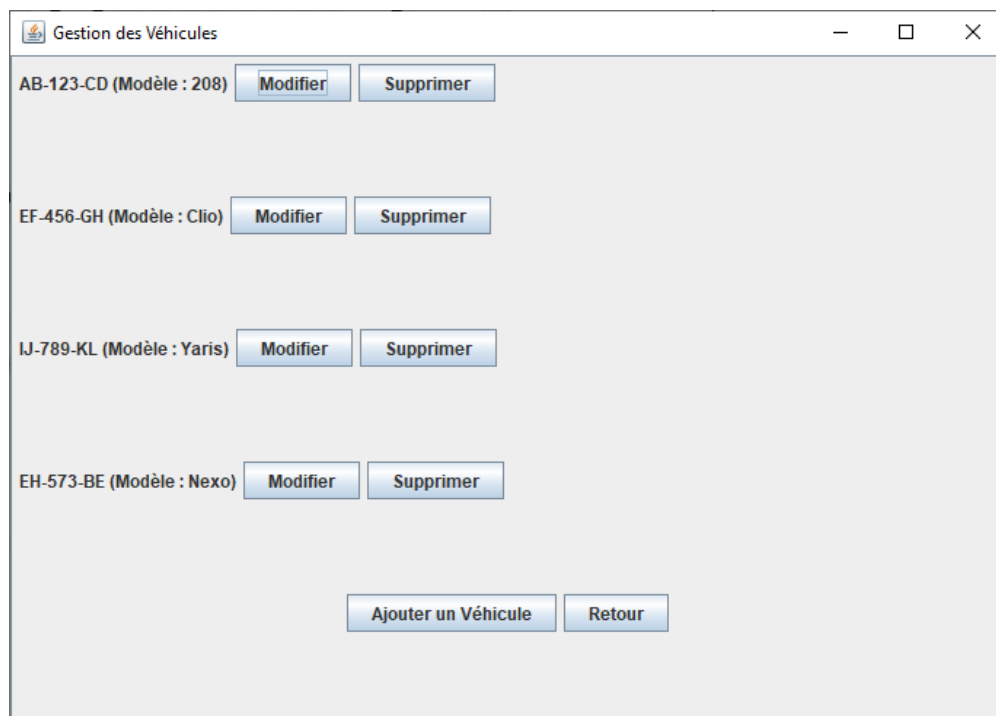 Gestion des Véhicules
AB-123-CD (Modèle : 208) Modifier Supprimer
EF-456-GH (Modèle : Clio) Modifier Supprimer
IJ-789-KL (Modèle : Yaris) Modifier Supprimer
EH-573-BE (Modèle : Nexo) Modifier Supprimer
Ajouter un Véhicule Retour